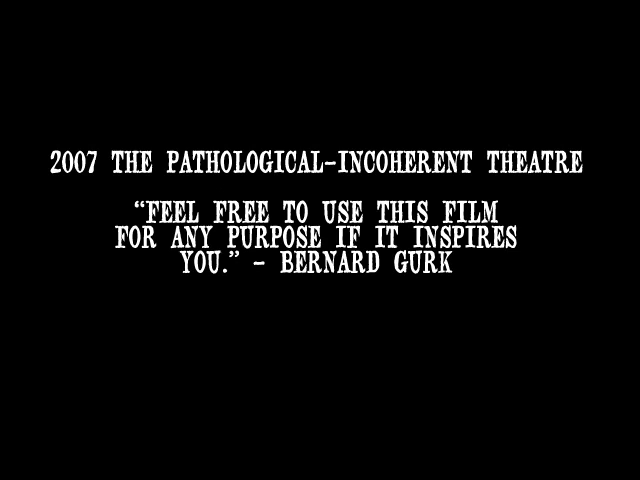 2007 THE PATHOLOGICAL-INCOHERENT THEATRE
“FEEL FREE TO USE THIS FILM
FOR ANY PURPOSE IF IT INSPIRES
YOU.” - BERNARD GURK